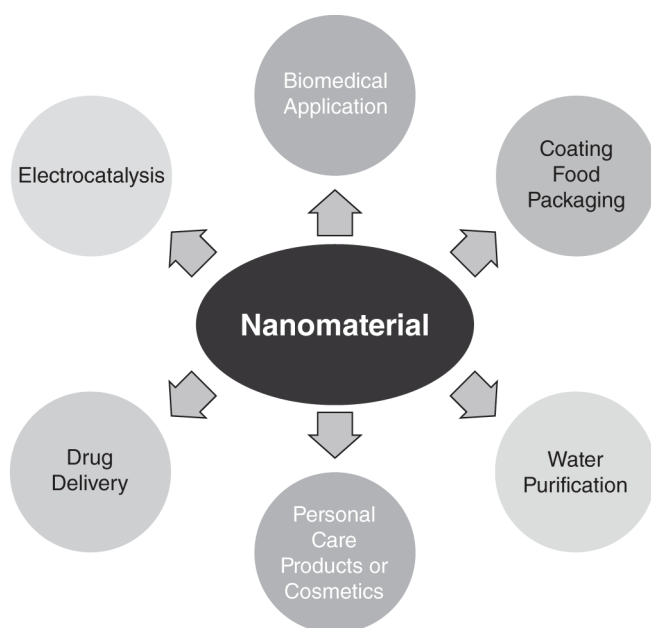 Biomedical
Application
Electrocatalysis
Coating
Food
Packaging
Nanomaterial
Drug
Delivery
Water
Purification
Personal
Care
Products or
Cosmetics